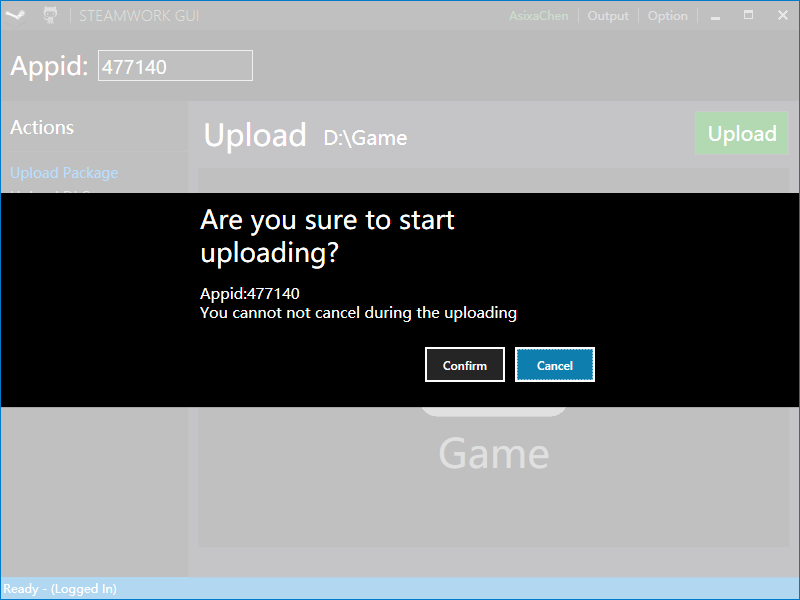 STEAMWORK GUI
AsixaChen
Output
Option
Appid: 477140
Actions
Upload D:\Game
Upload
Upload Package
Are you sure to start
uploading?
Appid:477140
You cannot not cancel during the uploading
Confirm
Cancel
Game
Ready - (Logged In)